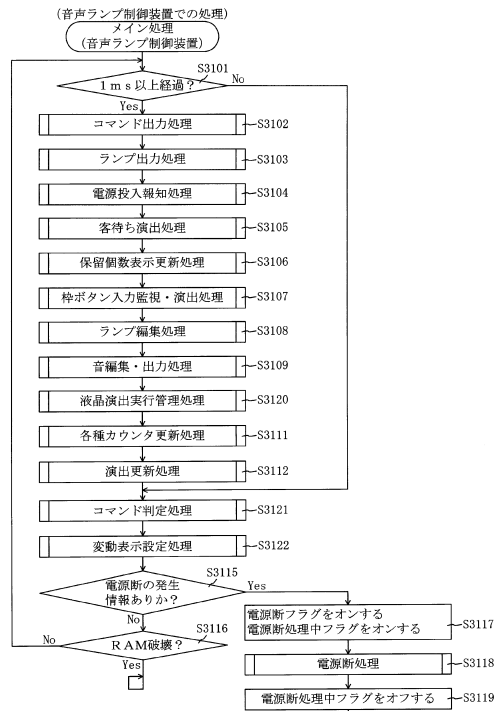 (音声ランプ制御装置での処理)
メイン処理
(音声ランプ制御装置)
S3101
1ms以上経過?
No
Yes
コマンド出力処理 S3102
ランプ出力処理 S3103
電源投入報知処理 S3104
客待ち演出処理 S3105
保留個数表示更新処理 S3106
枠ボタン入力監視・演出処理 S3107
ランプ編集処理 S3108
音編集・出力処理 S3109
液晶演出実行管理処理 S3120
各種カウンタ更新処理 S3111
演出更新処理 S3112
コマンド判定処理 S3121
変動表示設定処理 S3122
S3115
電源断の発生
情報ありか?
Yes
No
電源断フラグをオンする
電源断処理中フラグをオンする
S3117
S3116
RAM破壊?
No
Yes
電源断処理 S3118
電源断処理中フラグをオフする S3119